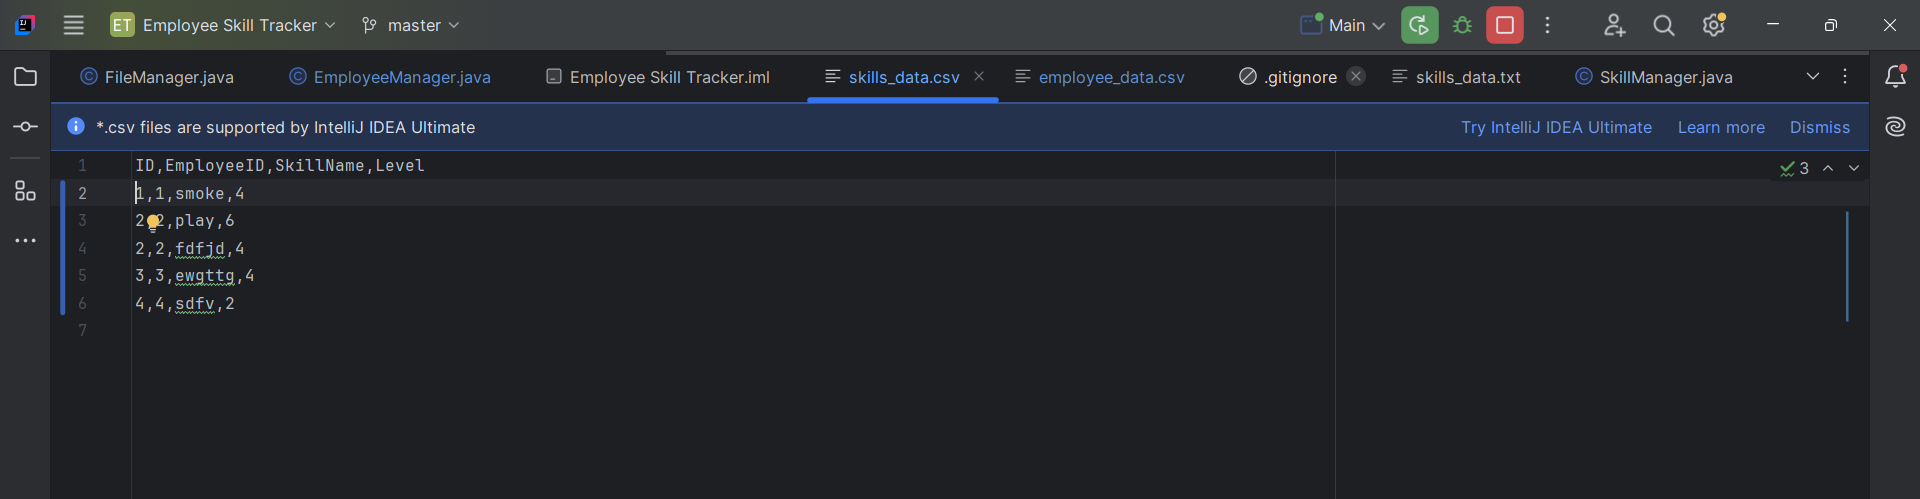 ET Employee Skill Tracker master Main
FileManager.java EmployeeManager.java Employee Skill Tracker.iml skills_data.csv employee_data.csv .gitignore skills_data.txt SkillManager.java
*.csv files are supported by IntelliJ IDEA Ultimate Try IntelliJ IDEA Ultimate Learn more Dismiss
1 ID,EmployeeID,SkillName,Level 3
2 1,1,smoke,4
3 2,2,play,6
4 2,2,fdfjd,4
5 3,3,ewgttg,4
6 4,4,sdfv,2
7